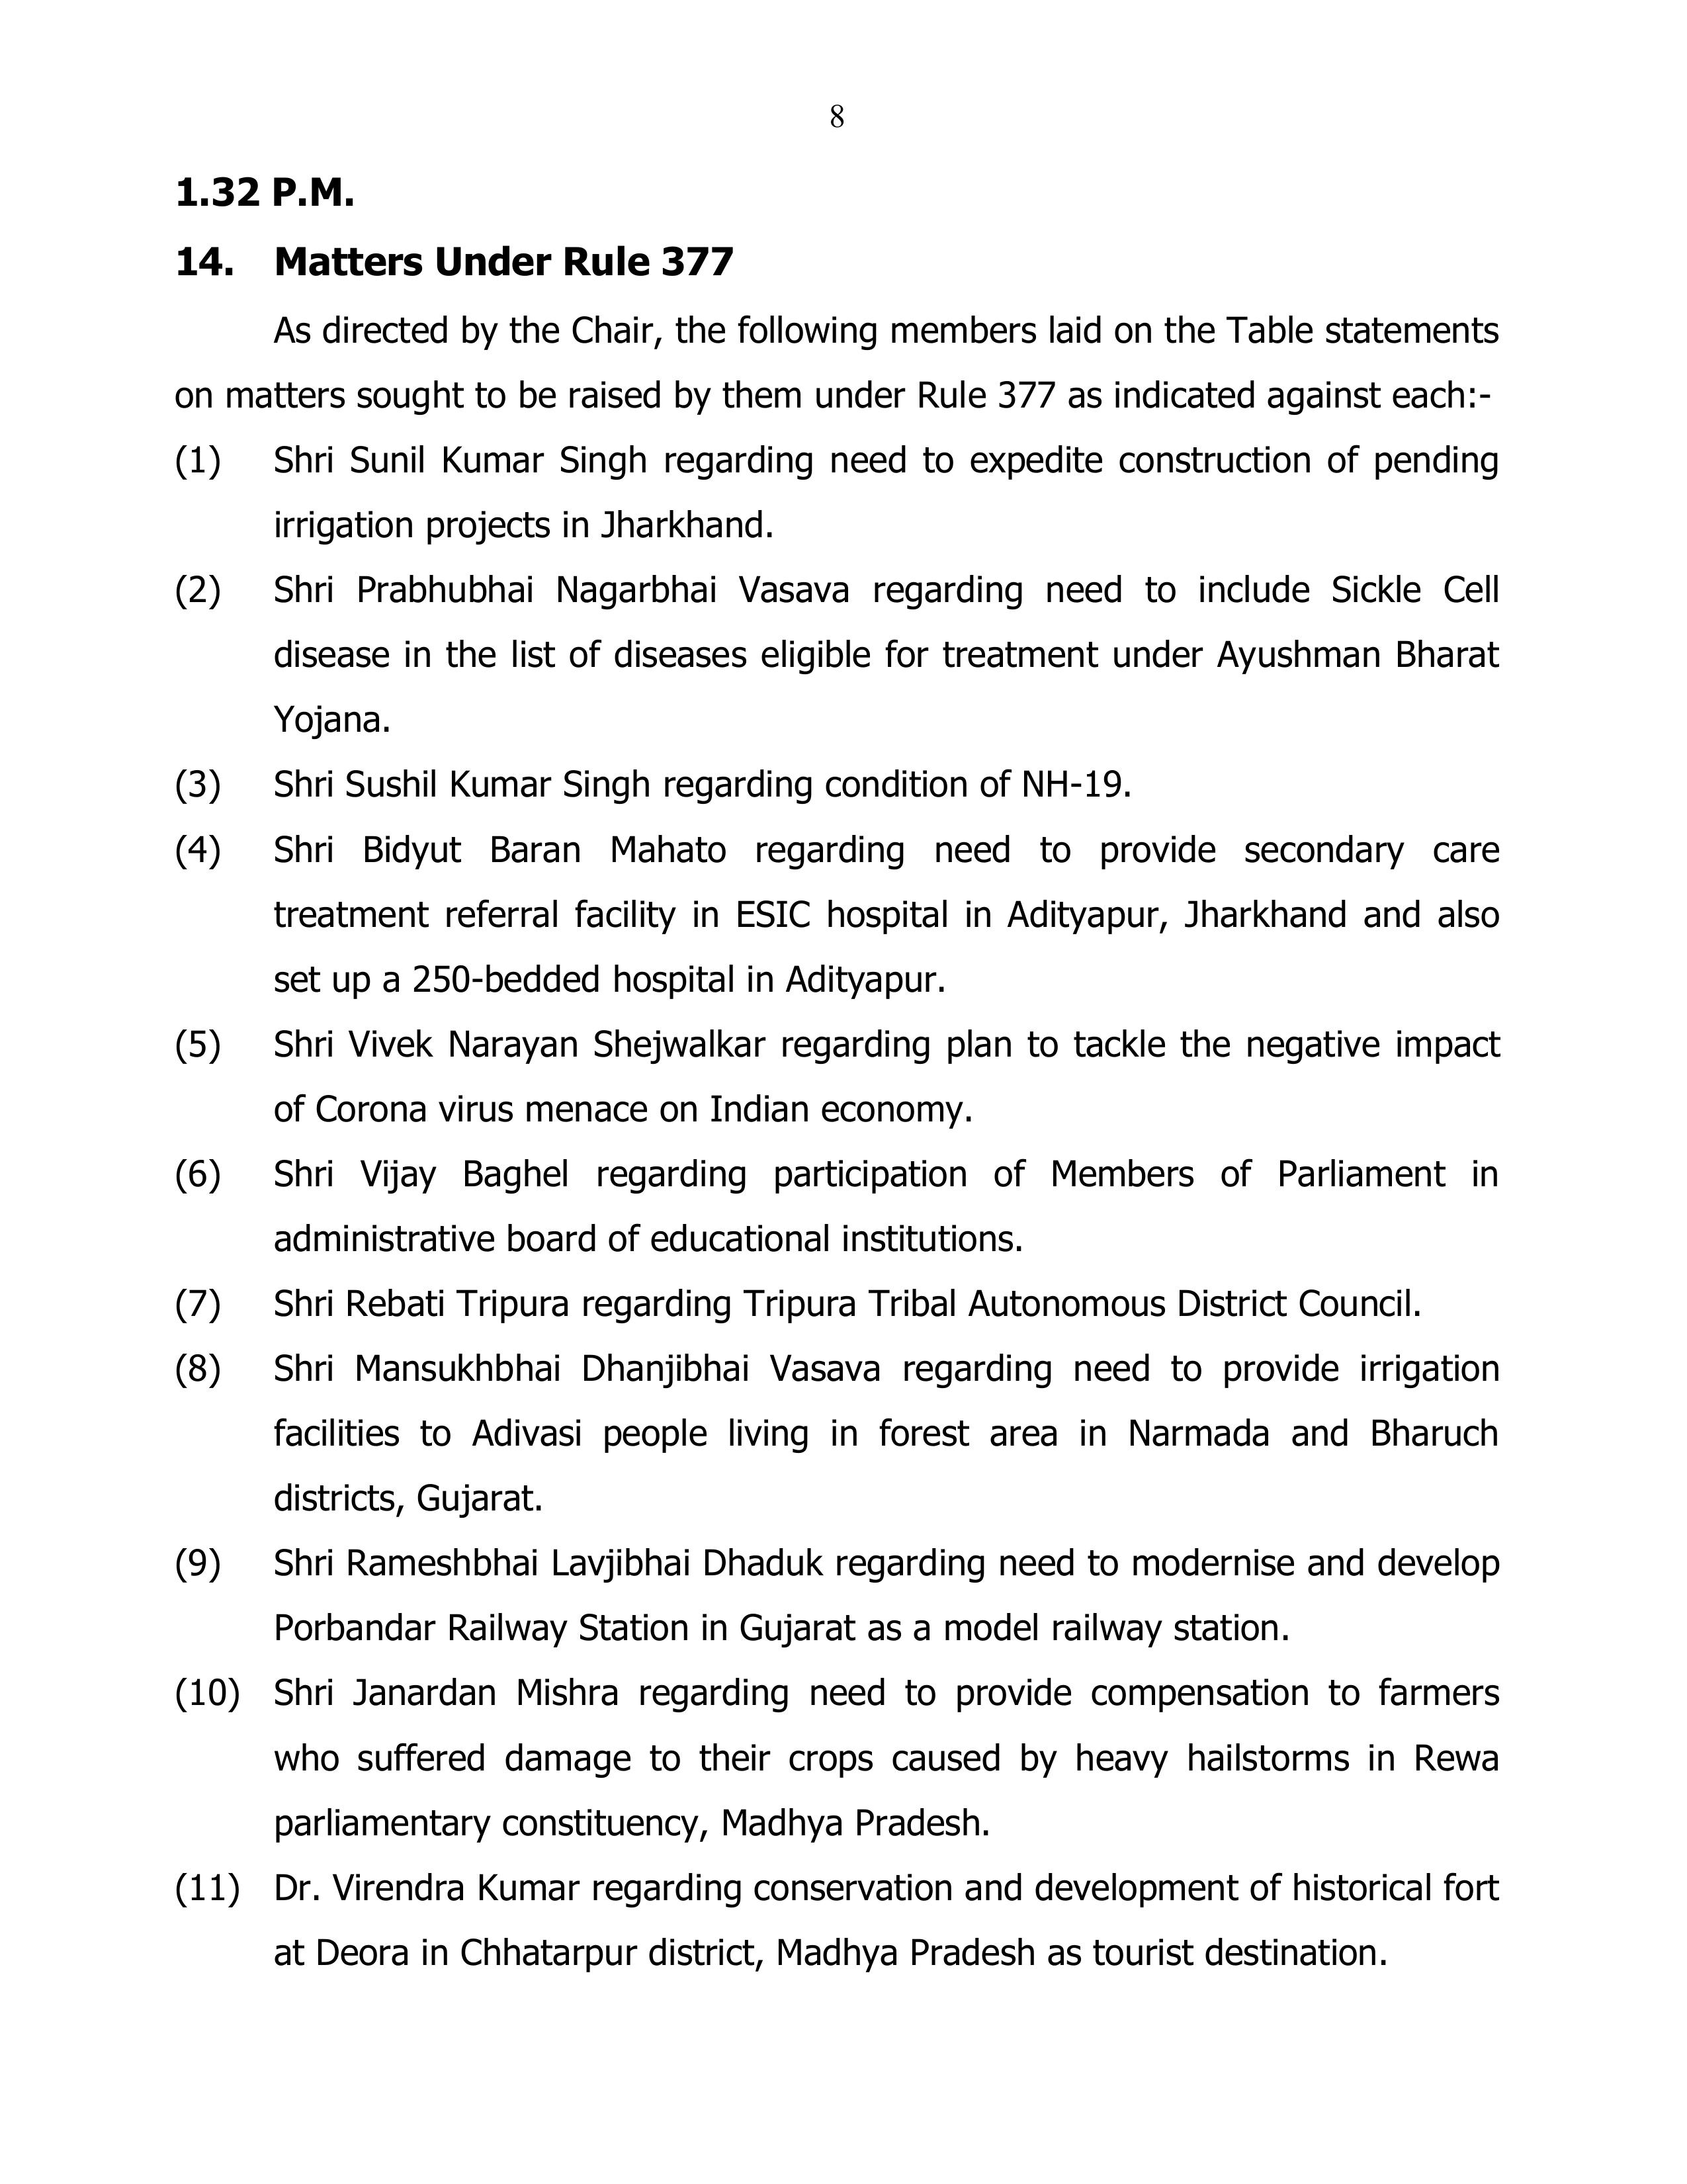 8
1.32 P.M.
14. Matters Under Rule 377
As directed by the Chair, the following members laid on the Table statements
on matters sought to be raised by them under Rule 377 as indicated against each:-
(1) Shri Sunil Kumar Singh regarding need to expedite construction of pending
irrigation projects in Jharkhand.
(2) Shri Prabhubhai Nagarbhai Vasava regarding need to include Sickle Cell
disease in the list of diseases eligible for treatment under Ayushman Bharat
Yojana.
(3) Shri Sushil Kumar Singh regarding condition of NH-19.
(4) Shri Bidyut Baran Mahato regarding need to provide secondary care
treatment referral facility in ESIC hospital in Adityapur, Jharkhand and also
set up a 250-bedded hospital in Adityapur.
(5) Shri Vivek Narayan Shejwalkar regarding plan to tackle the negative impact
of Corona virus menace on Indian economy.
(6) Shri Vijay Baghel regarding participation of Members of Parliament in
administrative board of educational institutions.
(7) Shri Rebati Tripura regarding Tripura Tribal Autonomous District Council.
(8) Shri Mansukhbhai Dhanjibhai Vasava regarding need to provide irrigation
facilities to Adivasi people living in forest area in Narmada and Bharuch
districts, Gujarat.
(9) Shri Rameshbhai Lavjibhai Dhaduk regarding need to modernise and develop
Porbandar Railway Station in Gujarat as a model railway station.
(10) Shri Janardan Mishra regarding need to provide compensation to farmers
who suffered damage to their crops caused by heavy hailstorms in Rewa
parliamentary constituency, Madhya Pradesh.
(11) Dr. Virendra Kumar regarding conservation and development of historical fort
at Deora in Chhatarpur district, Madhya Pradesh as tourist destination.